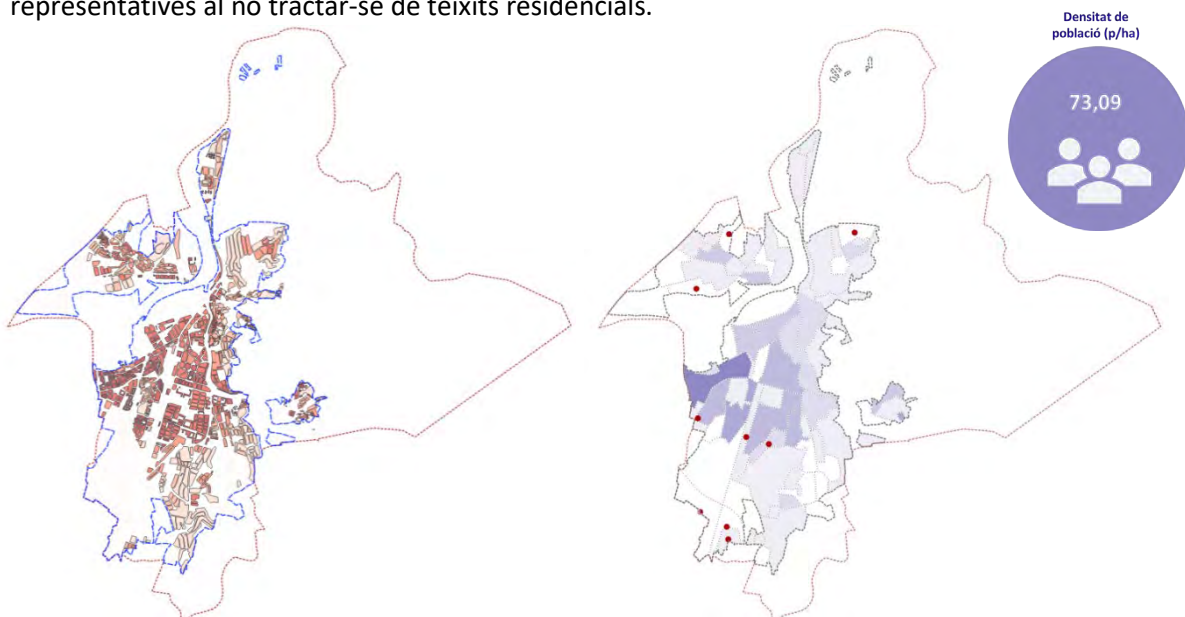 representatives al no tractar-se de teixits residencials.
Densitat de
població (p/ha)
73,09